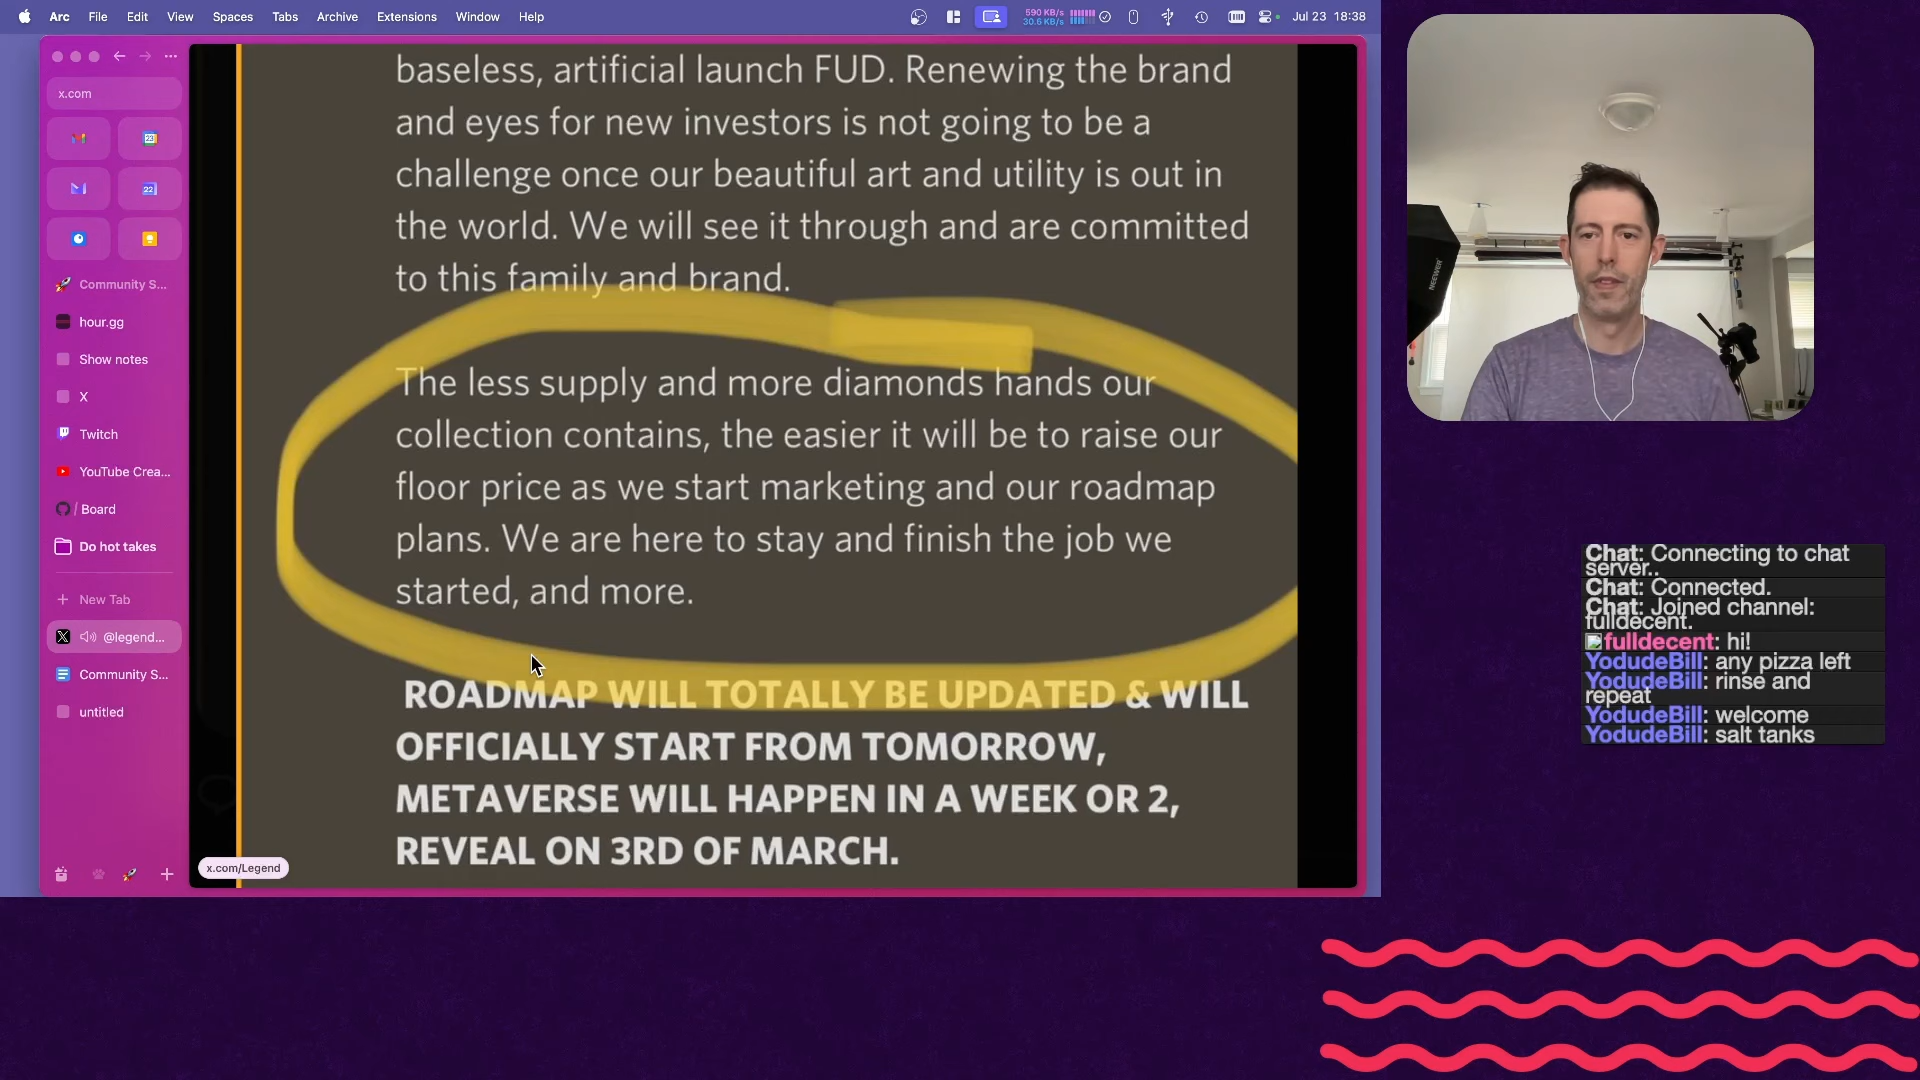 Arc File Edit View Spaces Tabs Archive Extensions Window Help
590 KB/s
30.6 KB/s
Jul 23 18:38
x.com
23
22
Community S...
hour.gg
Show notes
X
Twitch
YouTube Crea...
/ Board
Do hot takes
+ New Tab
@legend...
Community S...
untitled
x.com/Legend
baseless, artificial launch FUD. Renewing the brand
and eyes for new investors is not going to be a
challenge once our beautiful art and utility is out in
the world. We will see it through and are committed
to this family and brand.
The less supply and more diamonds hands our
collection contains, the easier it will be to raise our
floor price as we start marketing and our roadmap
plans. We are here to stay and finish the job we
started, and more.
ROADMAP WILL TOTALLY BE UPDATED & WILL
OFFICIALLY START FROM TOMORROW,
METAVERSE WILL HAPPEN IN A WEEK OR 2,
REVEAL ON 3RD OF MARCH.
NEEWER
Chat: Connecting to chat
server..
Chat: Connected.
Chat: Joined channel:
fulldecent.
fulldecent: hi!
YodudeBill: any pizza left
YodudeBill: rinse and
repeat
YodudeBill: welcome
YodudeBill: salt tanks